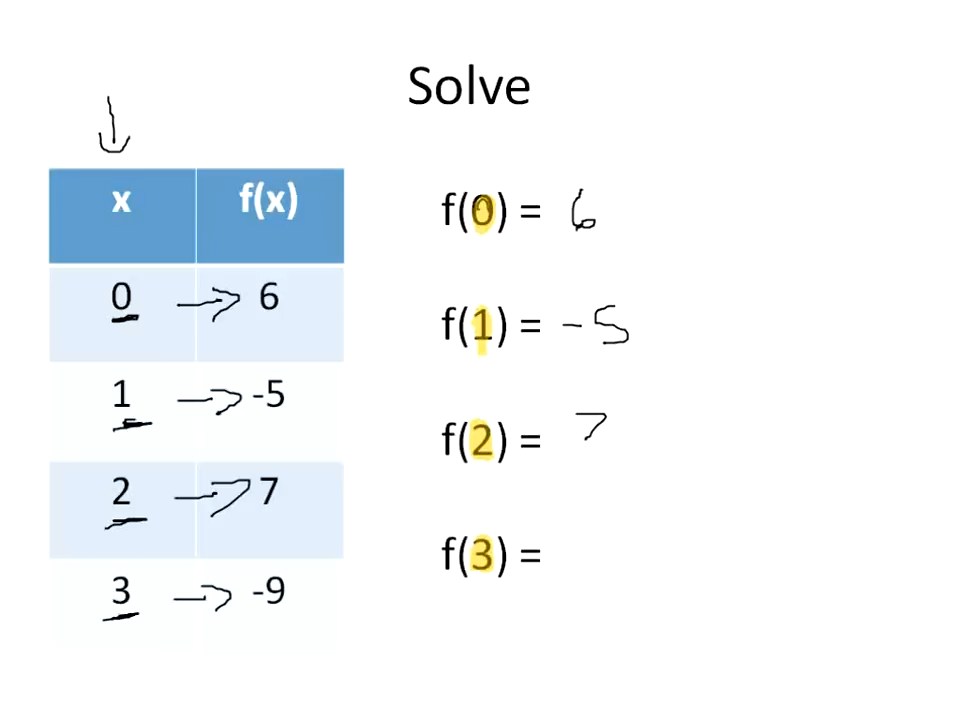 Solve
x f(x)
0 → 6
1 → -5
2 → 7
3 → -9
f(0) = 6
f(1) = -5
f(2) = 7
f(3) =